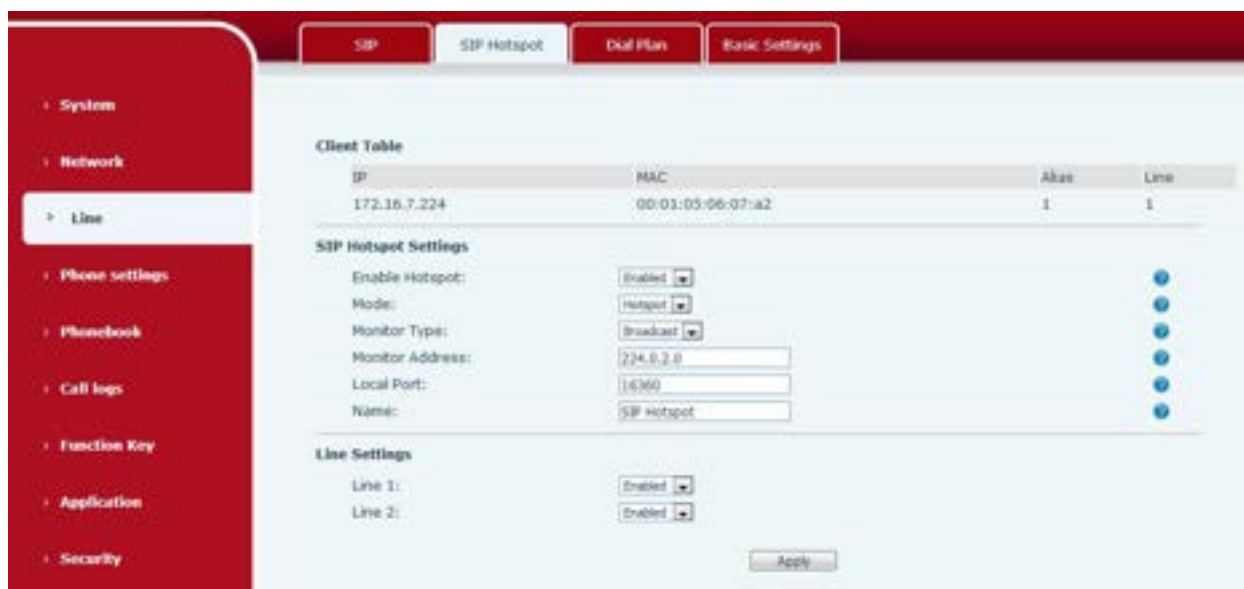 SIP
SIP Hotspot
Dial Plan
Basic Settings
System
Network
Line
Phone settings
Phonebook
Call logs
Function Key
Application
Security
Client Table
IP MAC Alias Line
172.16.7.224 00:01:05:06:07:a2 1 1
SIP Hotspot Settings
Enable Hotspot: Enabled
Mode: Hotspot
Monitor Type: Broadcast
Monitor Address: 224.0.2.0
Local Port: 16360
Name: SIP Hotspot
Line Settings
Line 1: Enabled
Line 2: Enabled
Apply